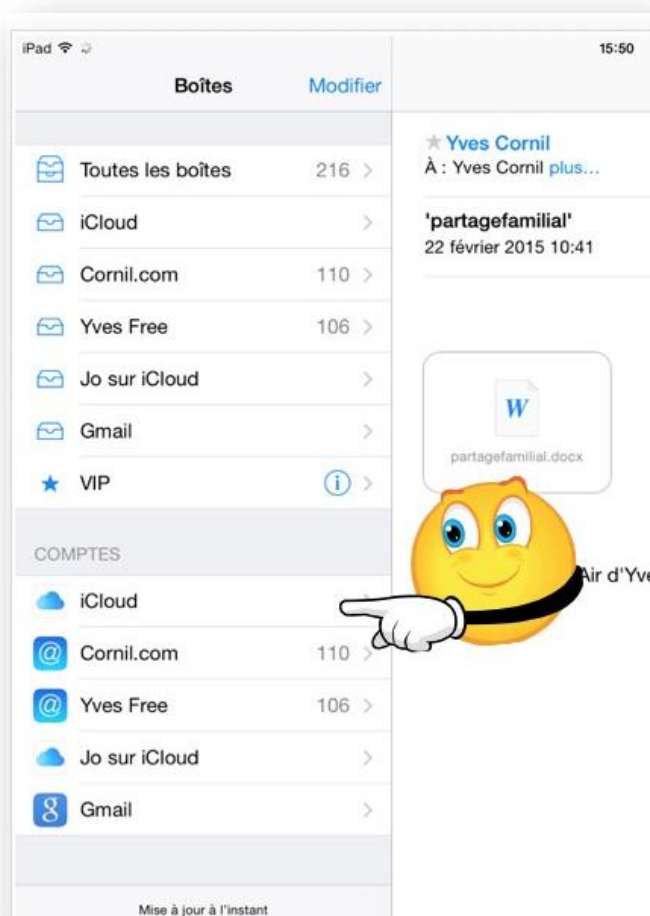 iPad
15:50
Boîtes
Modifier
Toutes les boîtes 216
iCloud
Cornil.com 110
Yves Free 106
Jo sur iCloud
Gmail
VIP
COMPTES
iCloud
Cornil.com 110
Yves Free 106
Jo sur iCloud
Gmail
Mise à jour à l'instant
Yves Cornil
À : Yves Cornil plus...
'partagefamilial'
22 février 2015 10:41
W
partagefamilial.docx
Air d'Yve